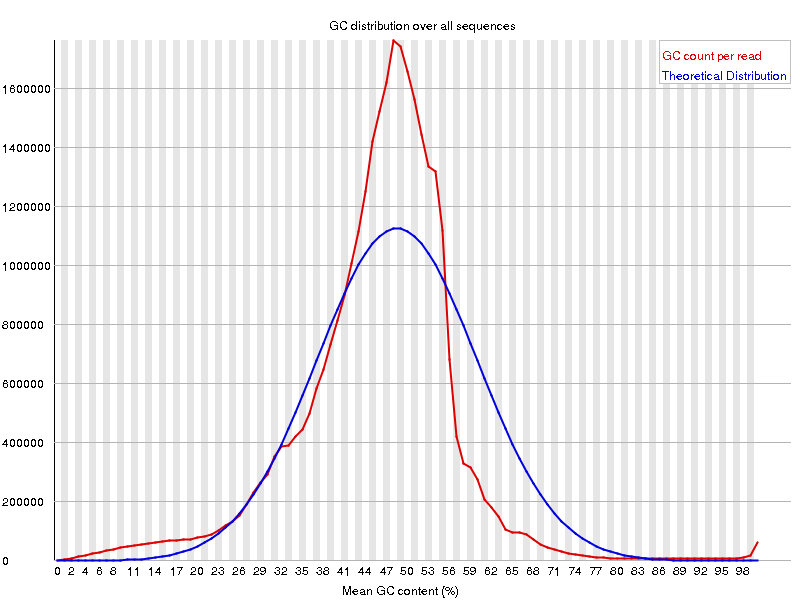 GC distribution over all sequences
GC count per read
Theoretical Distribution
1600000
1400000
1200000
1000000
800000
600000
400000
200000
0
0 2 4 6 8 11 14 17 20 23 26 29 32 35 38 41 44 47 50 53 56 59 62 65 68 71 74 77 80 83 86 89 92 95 98
Mean GC content (%)